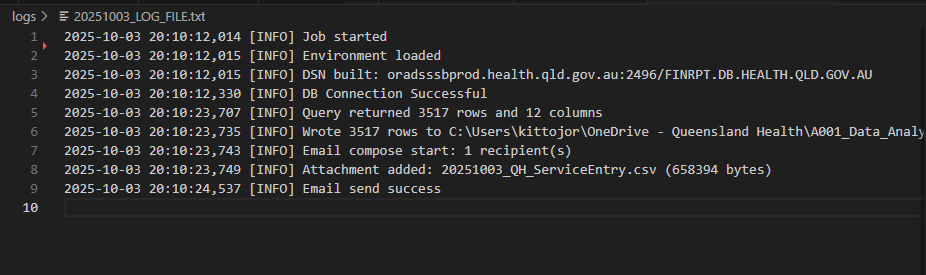 logs > 20251003_LOG_FILE.txt
1 2025-10-03 20:10:12,014 [INFO] Job started
2 2025-10-03 20:10:12,015 [INFO] Environment loaded
3 2025-10-03 20:10:12,015 [INFO] DSN built: oradsssbprod.health.qld.gov.au:2496/FINRPT.DB.HEALTH.QLD.GOV.AU
4 2025-10-03 20:10:12,330 [INFO] DB Connection Successful
5 2025-10-03 20:10:23,707 [INFO] Query returned 3517 rows and 12 columns
6 2025-10-03 20:10:23,735 [INFO] Wrote 3517 rows to C:\Users\kittojor\OneDrive - Queensland Health\A001_Data_Analy
7 2025-10-03 20:10:23,743 [INFO] Email compose start: 1 recipient(s)
8 2025-10-03 20:10:23,749 [INFO] Attachment added: 20251003_QH_ServiceEntry.csv (658394 bytes)
9 2025-10-03 20:10:24,537 [INFO] Email send success
10